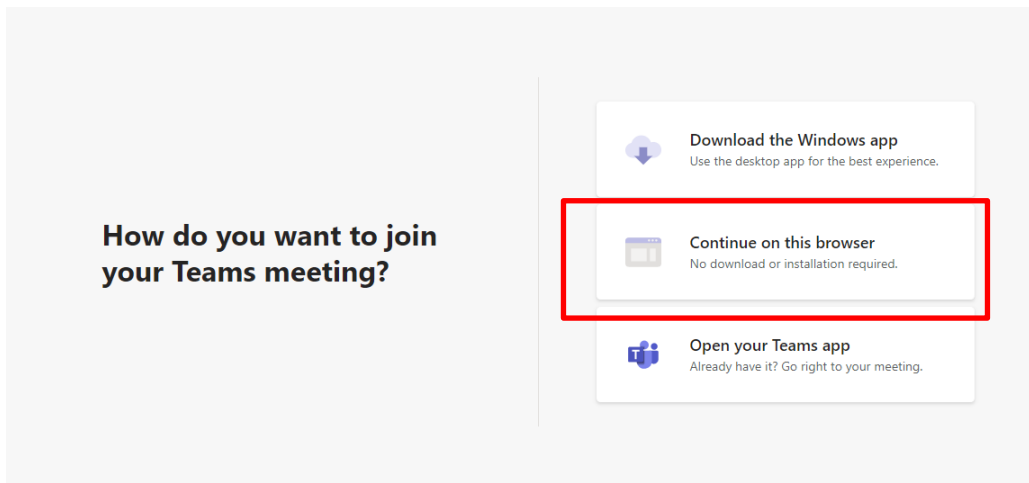 How do you want to join
your Teams meeting?
Download the Windows app
Use the desktop app for the best experience.
Continue on this browser
No download or installation required.
Open your Teams app
Already have it? Go right to your meeting.